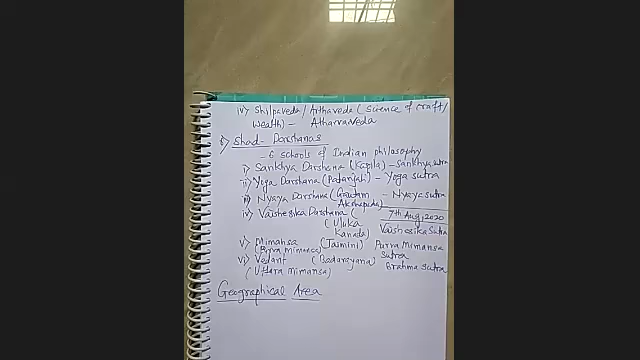 iv) Shilpaveda / Arthaveda (Science of craft/
wealth) - Atharvaveda
Shad-Darshanas
- 6 schools of Indian philosophy
i) Sankhya Darshana (Kapila) - Sankhya Sutra
ii) Yoga Darshana (Patanjali) - Yoga Sutra
iii) Nyaya Darshana (Gautam - Nyaya Sutra
Akshapada)
7th Aug, 2020
iv) Vaisheshika Darshana (
Uluka
Kanada) Vaisheshika Sutra
v) Mimansa (Jaimini) Purva Mimansa
(Purva mimansa) Sutra
vi) Vedant (Badarayana)
(Uttara Mimansa) Brahma Sutra
Geographical Area